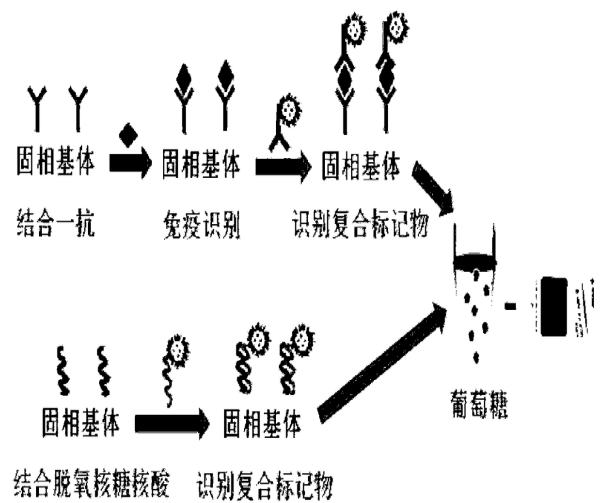 固相基体 固相基体 固相基体
结合一抗 免疫识别 识别复合标记物
葡萄糖
固相基体 固相基体
结合脱氧核糖核酸 识别复合标记物